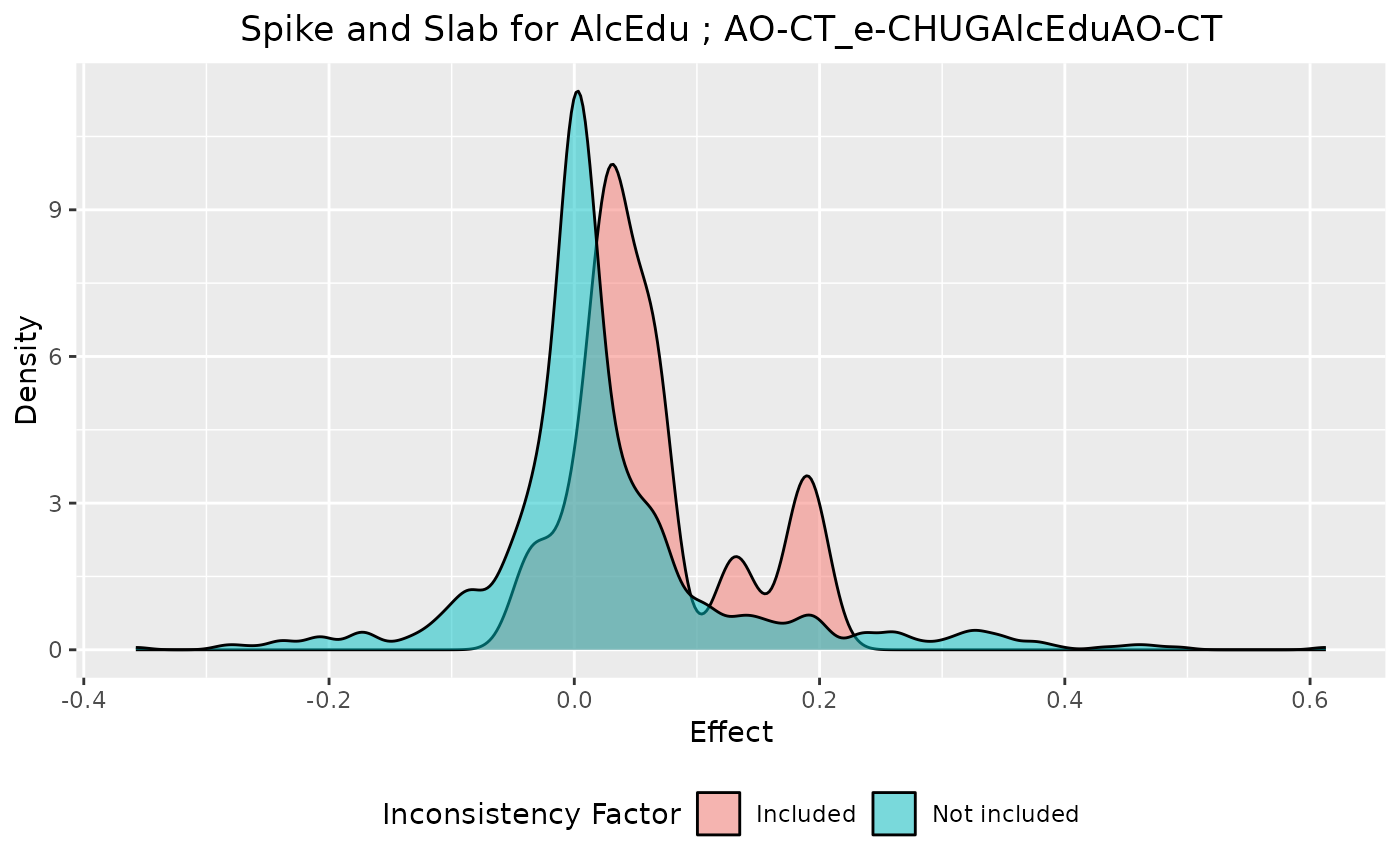 Spike and Slab for AlcEdu ; AO-CT_e-CHUGAlcEduAO-CT
Density
9
6
3
0
-0.4 -0.2 0.0 0.2 0.4 0.6
Effect
Inconsistency Factor Included Not included